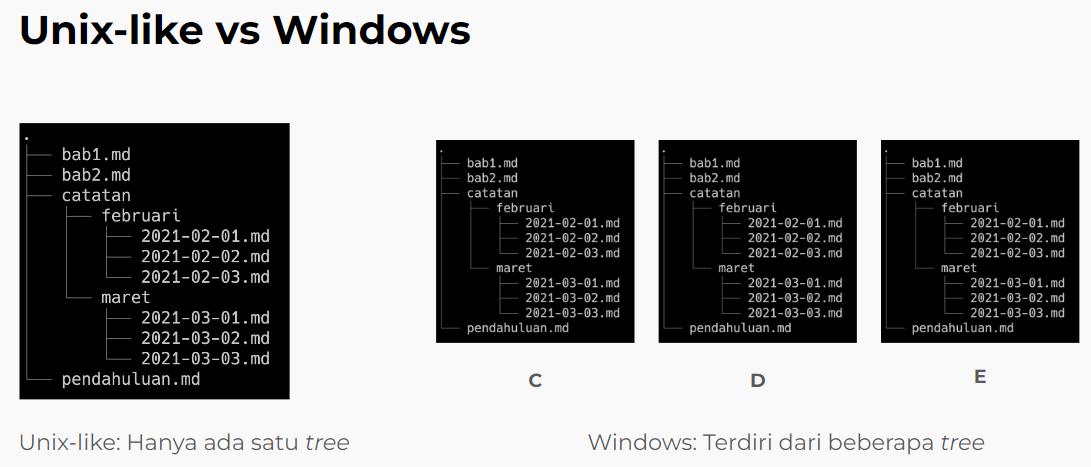 Unix-like vs Windows
.
bab1.md
bab2.md
catatan
februari
2021-02-01.md
2021-02-02.md
2021-02-03.md
maret
2021-03-01.md
2021-03-02.md
2021-03-03.md
pendahuluan.md
Unix-like: Hanya ada satu tree
.
bab1.md
bab2.md
catatan
februari
2021-02-01.md
2021-02-02.md
2021-02-03.md
maret
2021-03-01.md
2021-03-02.md
2021-03-03.md
pendahuluan.md
C
.
bab1.md
bab2.md
catatan
februari
2021-02-01.md
2021-02-02.md
2021-02-03.md
maret
2021-03-01.md
2021-03-02.md
2021-03-03.md
pendahuluan.md
D
.
bab1.md
bab2.md
catatan
februari
2021-02-01.md
2021-02-02.md
2021-02-03.md
maret
2021-03-01.md
2021-03-02.md
2021-03-03.md
pendahuluan.md
E
Windows: Terdiri dari beberapa tree